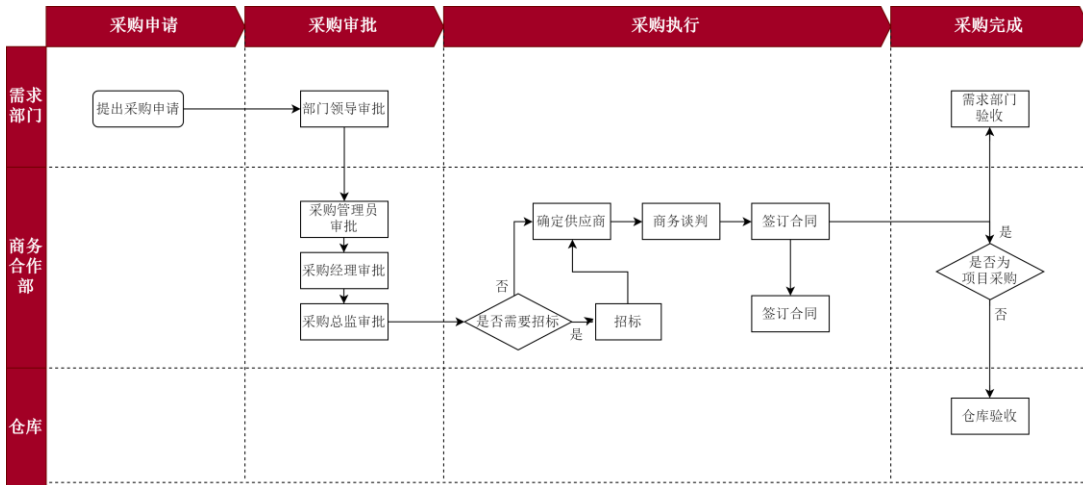 采购申请
采购审批
采购执行
采购完成
需求
部门
提出采购申请
部门领导审批
需求部门
验收
商务
合作
部
采购管理员
审批
采购经理审批
采购总监审批
否
是否需要招标
是
招标
确定供应商
商务谈判
签订合同
签订合同
是
是否为
项目采购
否
仓库
仓库验收